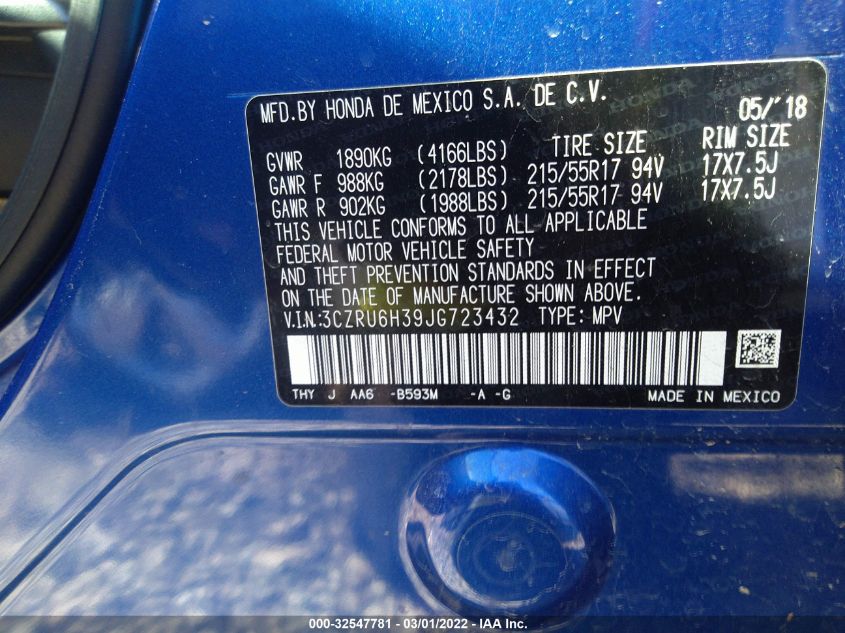 MFD.BY HONDA DE MEXICO S.A. DE C.V. 05/'18
TIRE SIZE RIM SIZE
GVWR 1890KG (4166LBS)
GAWR F 988KG (2178LBS) 215/55R17 94V 17X7.5J
GAWR R 902KG (1988LBS) 215/55R17 94V 17X7.5J
THIS VEHICLE CONFORMS TO ALL APPLICABLE
FEDERAL MOTOR VEHICLE SAFETY
AND THEFT PREVENTION STANDARDS IN EFFECT
ON THE DATE OF MANUFACTURE SHOWN ABOVE.
V.I.N:3CZRU6H39JG723432 TYPE: MPV
THY J AA6 -B593M -A -G MADE IN MEXICO
000-32547781 - 03/01/2022 - IAA Inc.